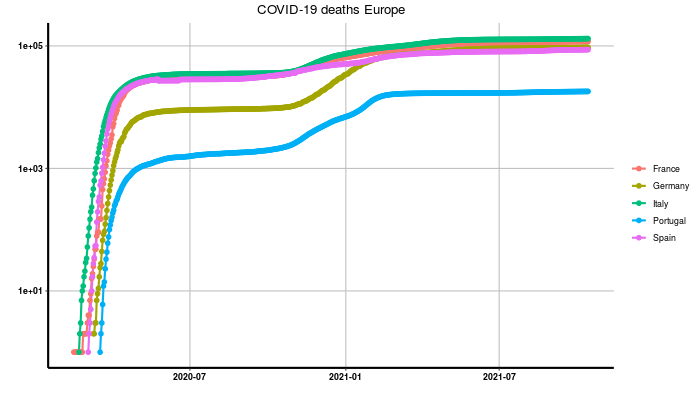 COVID-19 deaths Europe
1e+05
1e+03
1e+01
2020-07
2021-01
2021-07
France
Germany
Italy
Portugal
Spain